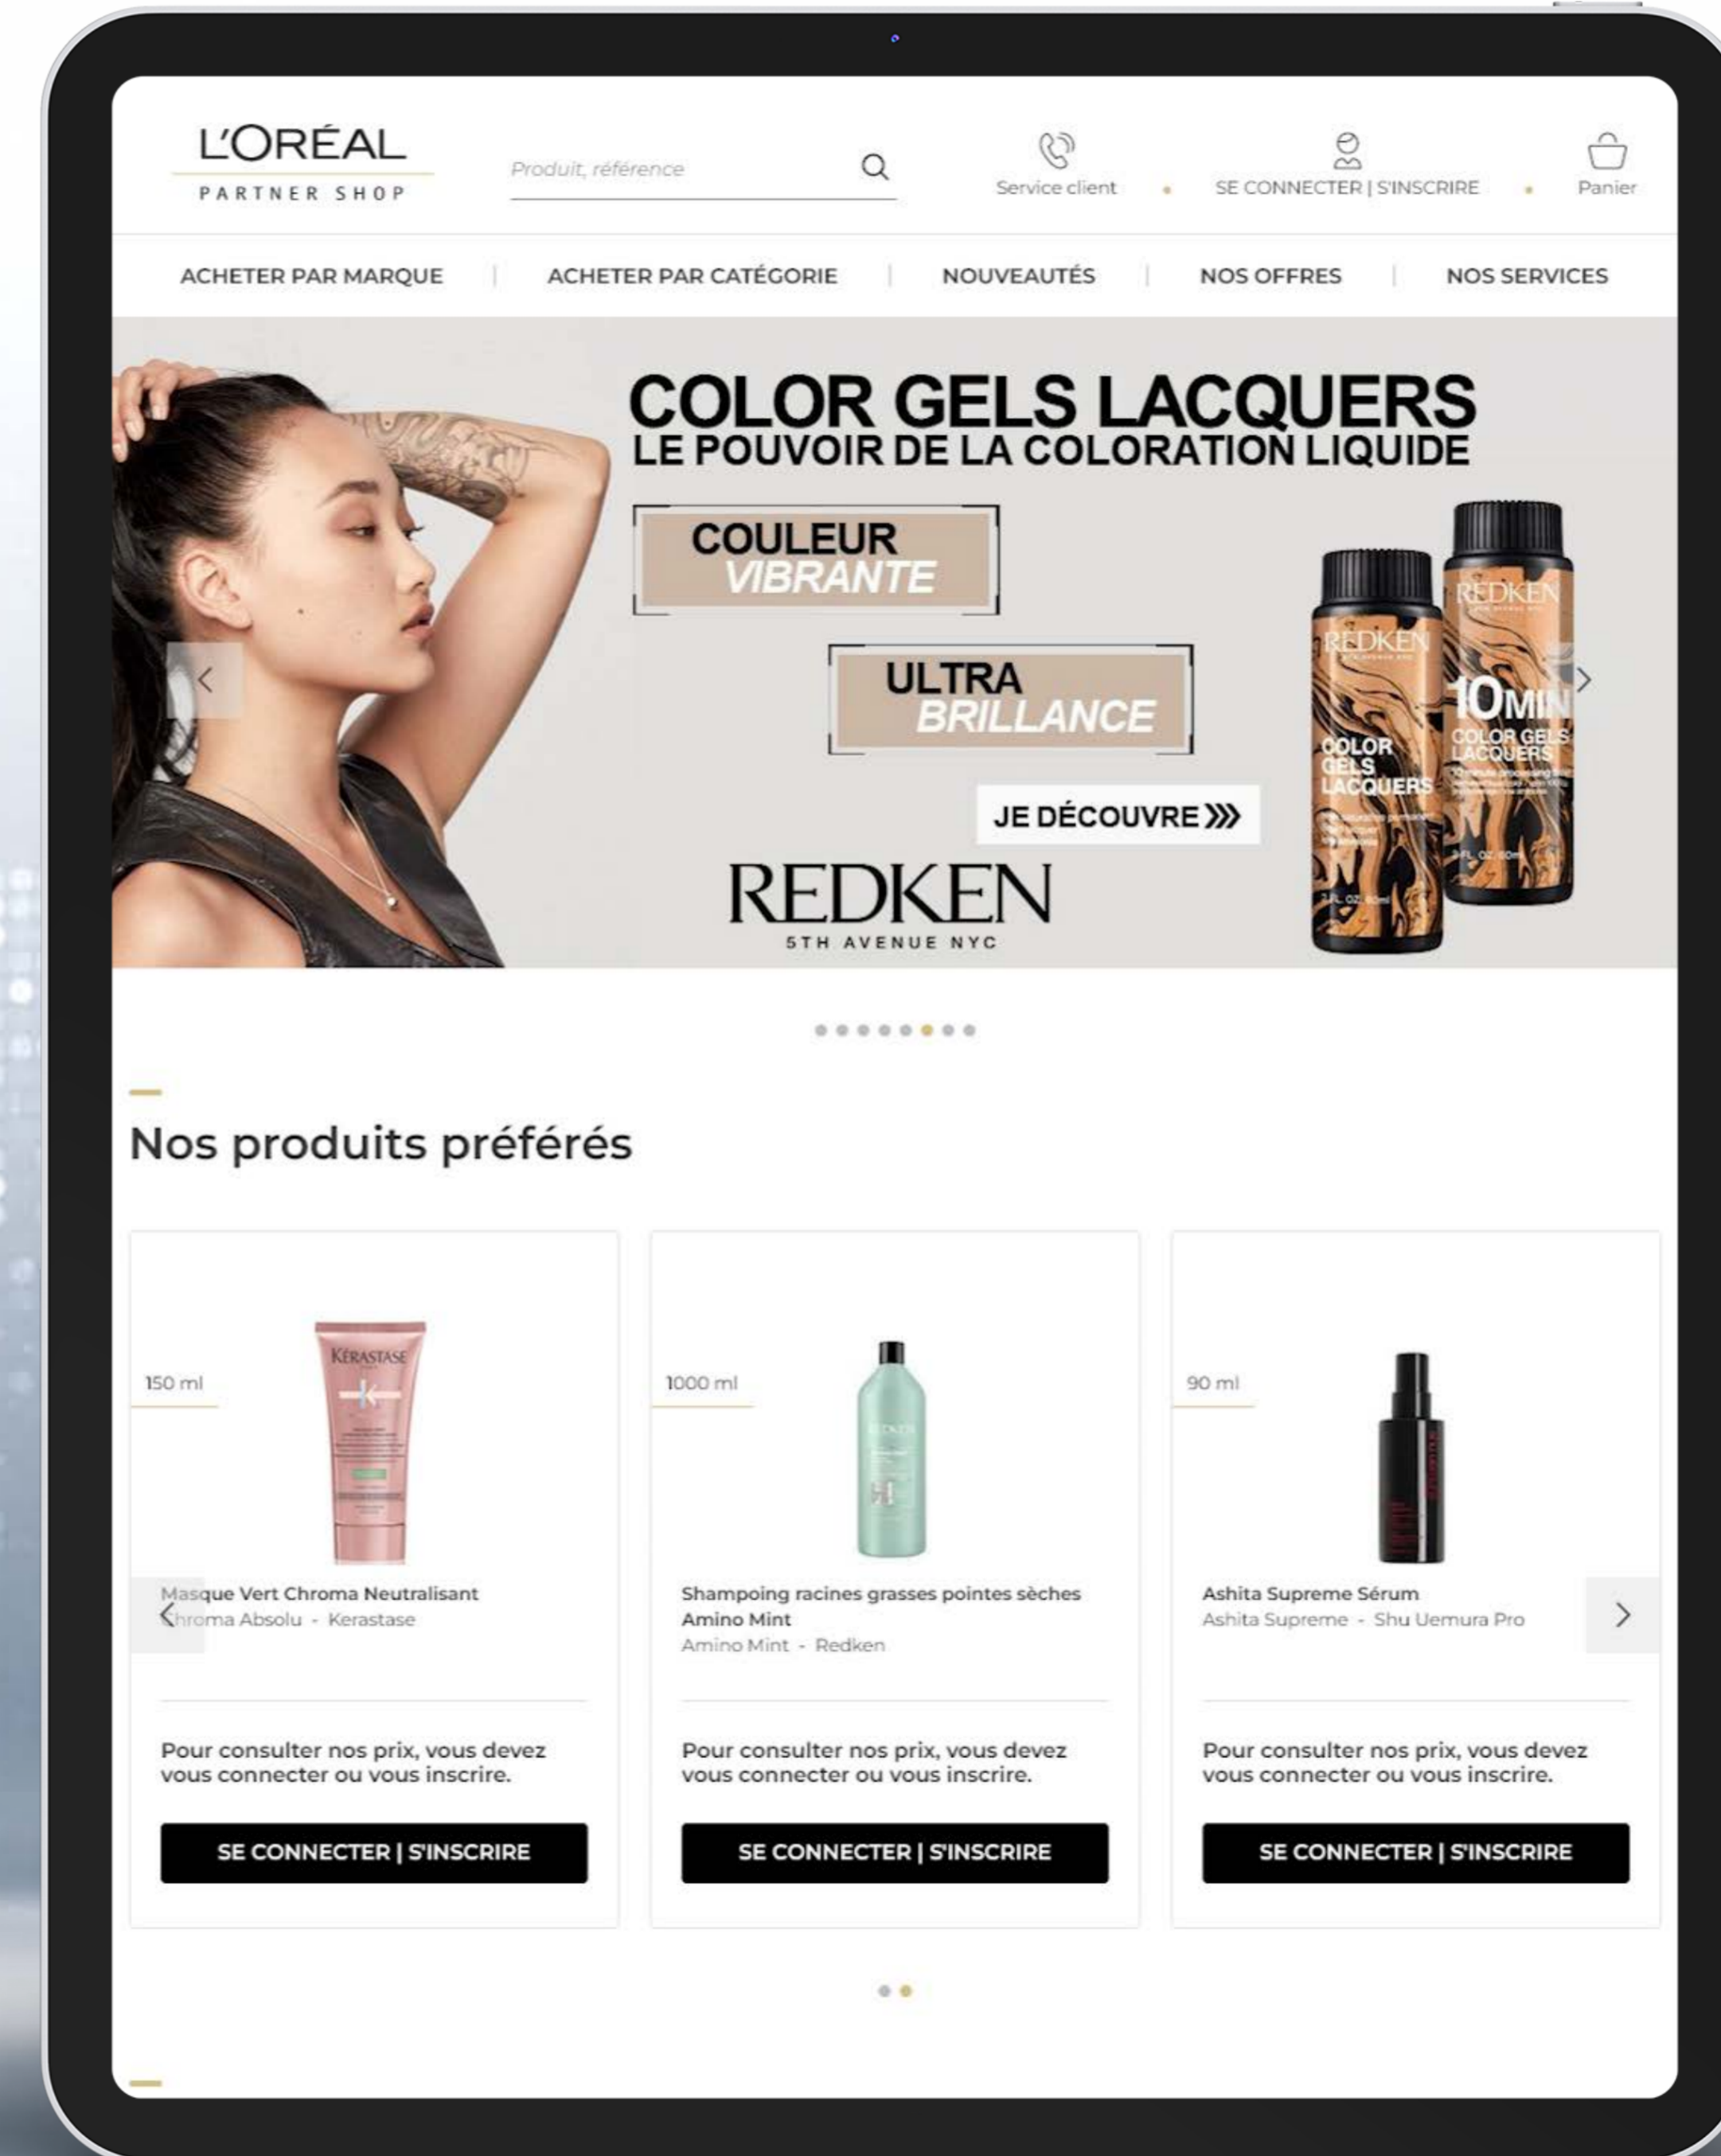 L'ORÉAL
PARTNER SHOP
Produit, référence
Service client
SE CONNECTER | S'INSCRIRE
Panier
ACHETER PAR MARQUE
ACHETER PAR CATÉGORIE
NOUVEAUTÉS
NOS OFFRES
NOS SERVICES
COLOR GELS LACQUERS
LE POUVOIR DE LA COLORATION LIQUIDE
COULEUR
VIBRANTE
ULTRA
BRILLANCE
JE DÉCOUVRE
REDKEN
5TH AVENUE NYC
REDKEN
COLOR
GELS
LACQUERS
REDKEN
10MIN
COLOR GELS
LACQUERS
Nos produits préférés
150 ml
KÉRASTASE
Masque Vert Chroma Neutralisant
Chroma Absolu - Kerastase
Pour consulter nos prix, vous devez
vous connecter ou vous inscrire.
SE CONNECTER | S'INSCRIRE
1000 ml
REDKEN
Shampoing racines grasses pointes sèches
Amino Mint
Amino Mint - Redken
Pour consulter nos prix, vous devez
vous connecter ou vous inscrire.
SE CONNECTER | S'INSCRIRE
90 ml
shu uemura
Ashita Supreme Sérum
Ashita Supreme - Shu Uemura Pro
Pour consulter nos prix, vous devez
vous connecter ou vous inscrire.
SE CONNECTER | S'INSCRIRE